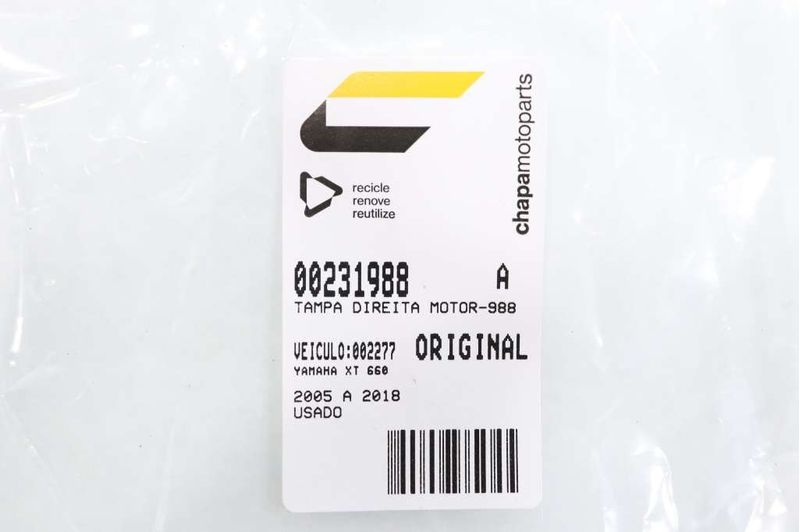 chapamotoparts
recicle
renove
reutilize
00231988 A
TAMPA DIREITA MOTOR-988
VEICULO:002277 ORIGINAL
YAMAHA XT 660
2005 A 2018
USADO